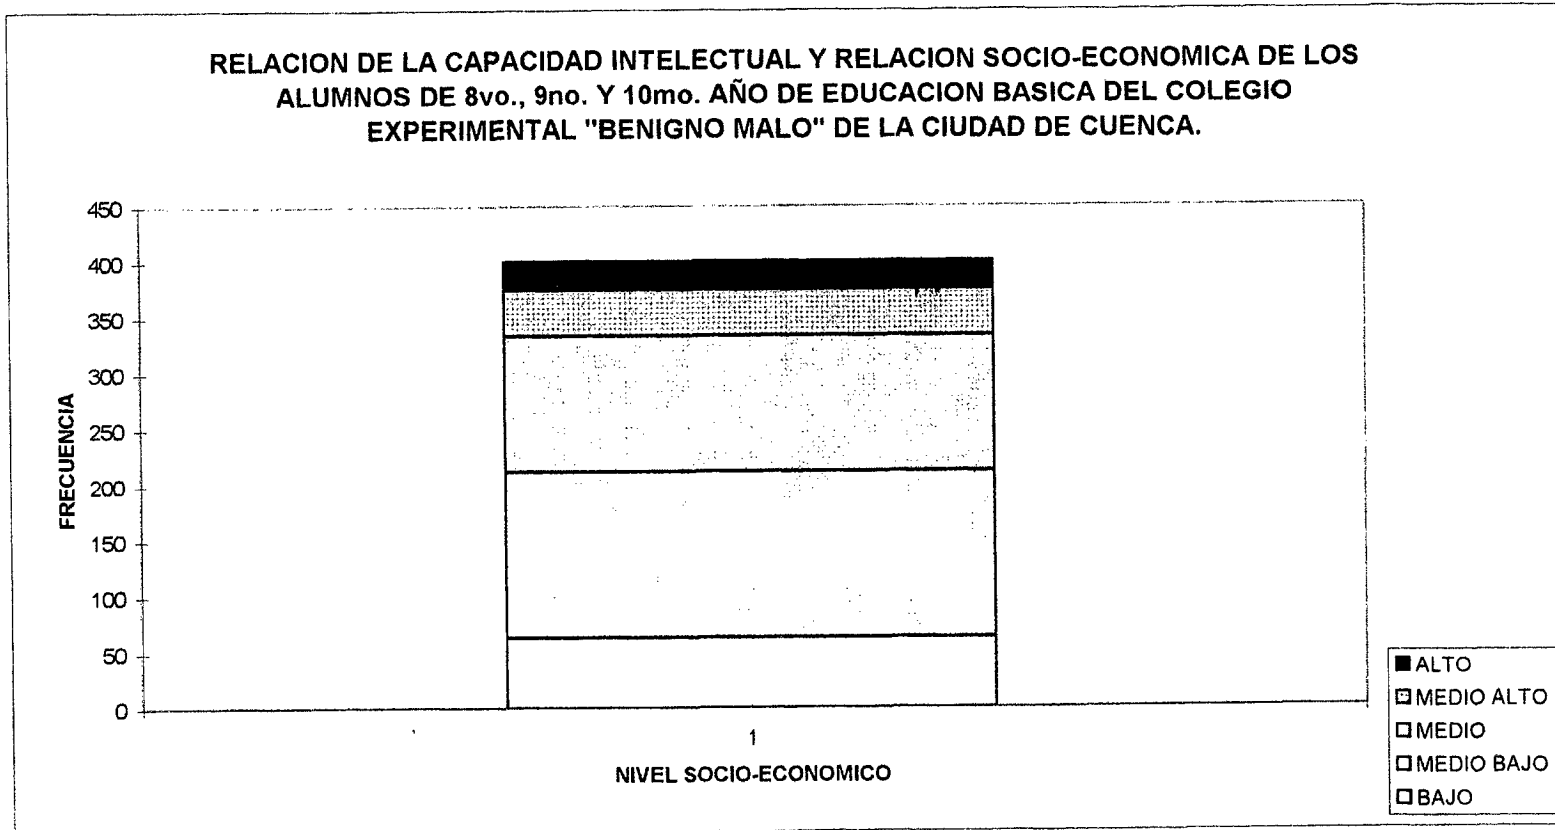 RELACION DE LA CAPACIDAD INTELECTUAL Y RELACION SOCIO-ECONOMICA DE LOS
ALUMNOS DE 8vo., 9no. Y 10mo. AÑO DE EDUCACION BASICA DEL COLEGIO
EXPERIMENTAL "BENIGNO MALO" DE LA CIUDAD DE CUENCA.
450
400
350
300
250
200
150
100
50
0
FRECUENCIA
1
NIVEL SOCIO-ECONOMICO
ALTO
MEDIO ALTO
MEDIO
MEDIO BAJO
BAJO